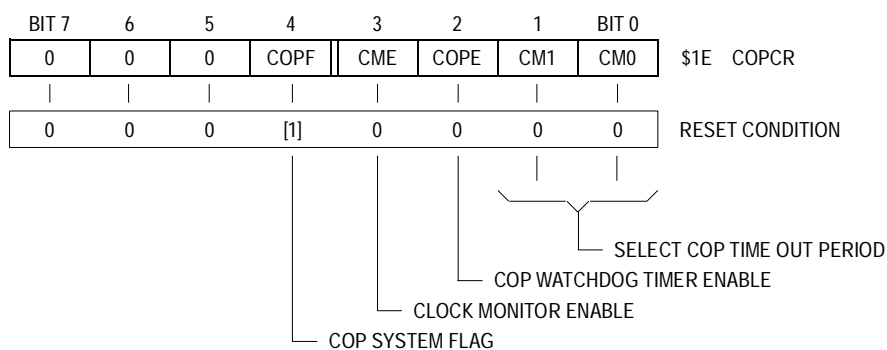 BIT 7 6 5 4 3 2 1 BIT 0
0 0 0 COPF CME COPE CM1 CM0 $1E COPCR
0 0 0 [1] 0 0 0 0 RESET CONDITION
SELECT COP TIME OUT PERIOD
COP WATCHDOG TIMER ENABLE
CLOCK MONITOR ENABLE
COP SYSTEM FLAG